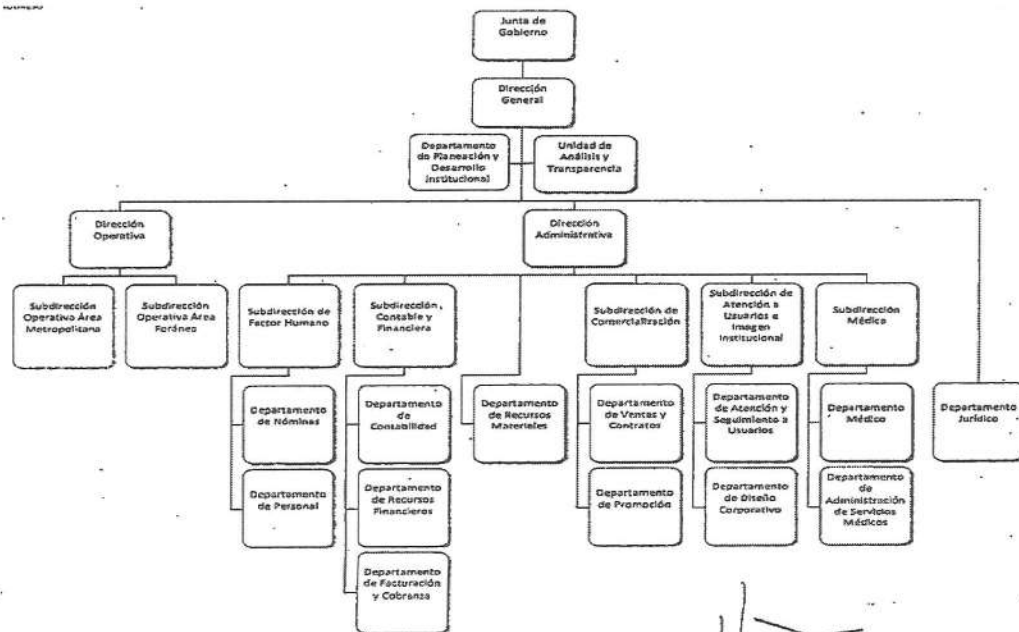 Junta de
Gobierno
Dirección
General
Departamento
de Planeación y
Desarrollo
Institucional
Unidad de
Análisis y
Transparencia
Dirección
Operativa
Dirección
Administrativa
Subdirección
Operativa Área
Metropolitana
Subdirección
Operativa Área
Foránea
Subdirección de
Factor Humano
Subdirección
Contable y
Financiera
Subdirección
de
Comercialización
Subdirección de
Atención a
Usuarios e
Imagen
Institucional
Subdirección
Médica
Departamento
de Nóminas
Departamento
de
Contabilidad
Departamento
de Recursos
Materiales
Departamento
de Ventas y
Contratos
Departamento
de Atención y
Seguimiento a
Usuarios
Departamento
Médico
Departamento
Jurídico
Departamento
de Personal
Departamento
de Recursos
Financieros
Departamento
de Promoción
Departamento
de Diseño
Corporativo
Departamento
de
Administración
de Servicios
Médicos
Departamento
de Facturación
y Cobranza